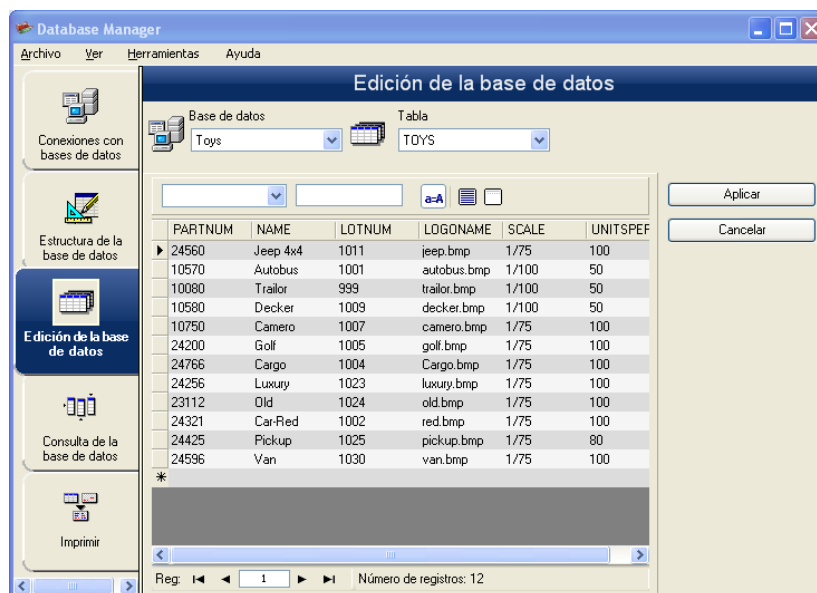 Database Manager
Archivo Ver Herramientas Ayuda
Edición de la base de datos
Conexiones con
bases de datos
Estructura de la
base de datos
Edición de la base
de datos
Consulta de la
base de datos
Imprimir
Base de datos
Toys
Tabla
TOYS
a=A
Aplicar
Cancelar
PARTNUM NAME LOTNUM LOGONAME SCALE UNITSPER
24560 Jeep 4x4 1011 jeep.bmp 1/75 100
10570 Autobus 1001 autobus.bmp 1/100 50
10080 Trailor 999 trailor.bmp 1/100 50
10580 Decker 1009 decker.bmp 1/100 50
10750 Camero 1007 camero.bmp 1/75 100
24200 Golf 1005 golf.bmp 1/75 100
24766 Cargo 1004 Cargo.bmp 1/75 100
24256 Luxury 1023 luxury.bmp 1/75 100
23112 Old 1024 old.bmp 1/75 100
24321 Car-Red 1002 red.bmp 1/75 100
24425 Pickup 1025 pickup.bmp 1/75 80
24596 Van 1030 van.bmp 1/75 100
Reg: 1 Número de registros: 12